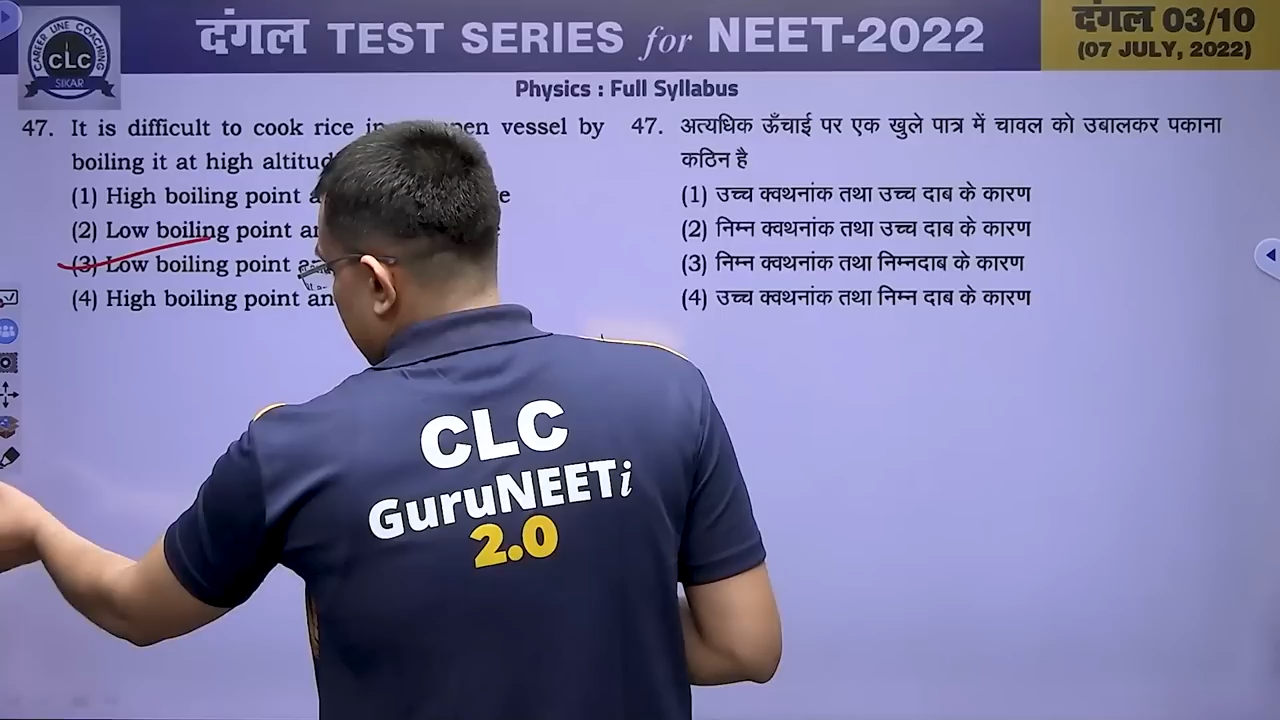 दंगल TEST SERIES for NEET-2022
दंगल 03/10
(07 JULY, 2022)
CAREER LINE COACHING
CLC
SIKAR
Physics : Full Syllabus
47. It is difficult to cook rice in vessel by
boiling it at high
(1) High boiling point
(2) Low boiling point
(3) Low boiling point
(4) High boiling point
47. अत्यधिक ऊँचाई पर एक खुले पात्र में चावल को उबालकर पकाना
कठिन है
(1) उच्च क्वथनांक तथा उच्च दाब के कारण
(2) निम्न क्वथनांक तथा उच्च दाब के कारण
(3) निम्न क्वथनांक तथा निम्नदाब के कारण
(4) उच्च क्वथनांक तथा निम्न दाब के कारण
CLC
GuruNEETi
2.0